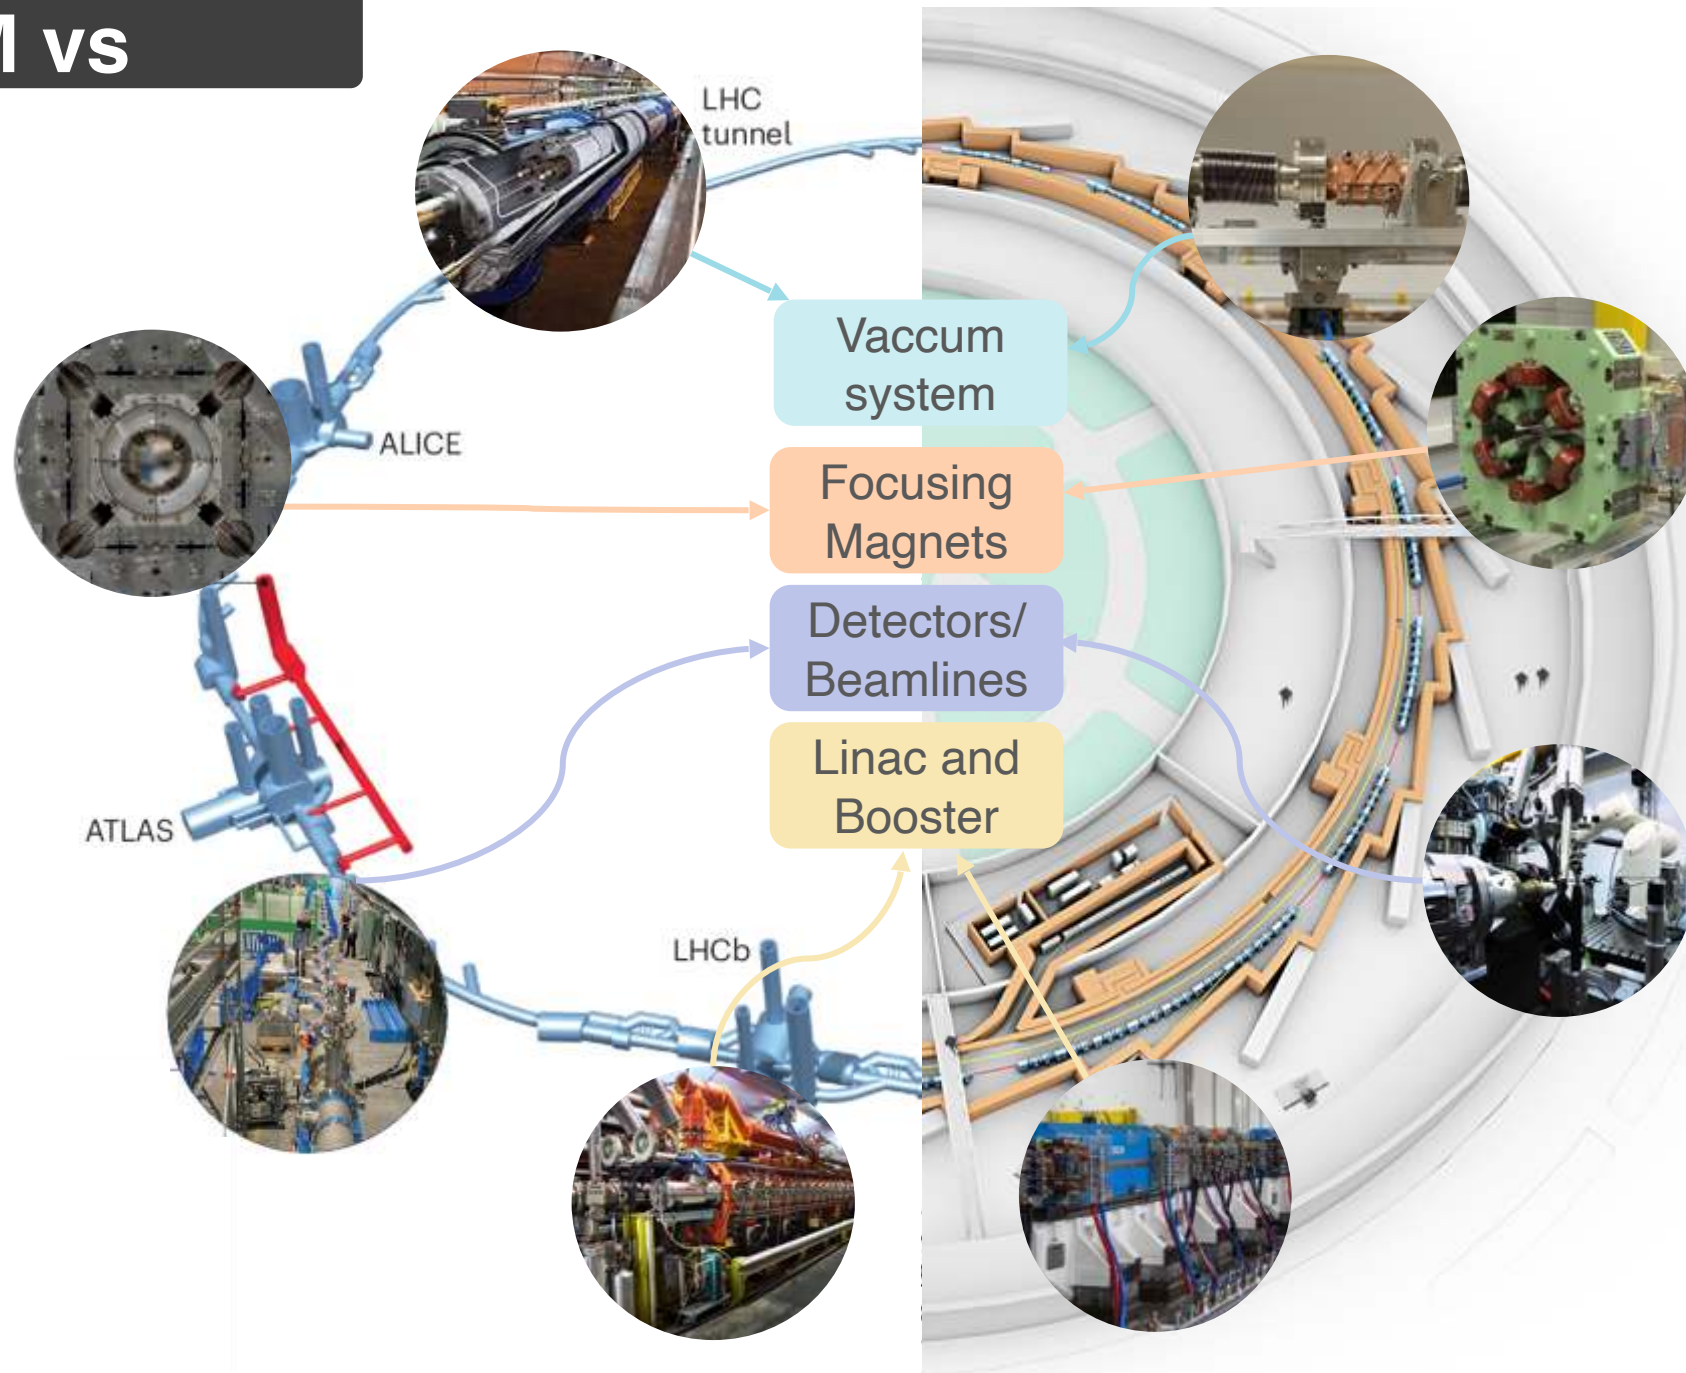 M vs
LHC
tunnel
Vaccum
system
ALICE
Focusing
Magnets
Detectors/
Beamlines
Linac and
Booster
ATLAS
LHCb